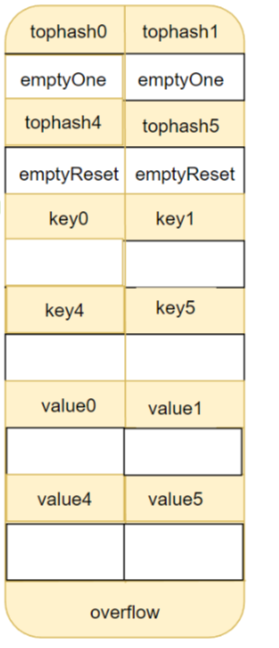 tophash0 tophash1
emptyOne emptyOne
tophash4 tophash5
emptyReset emptyReset
key0 key1
key4 key5
value0 value1
value4 value5
overflow